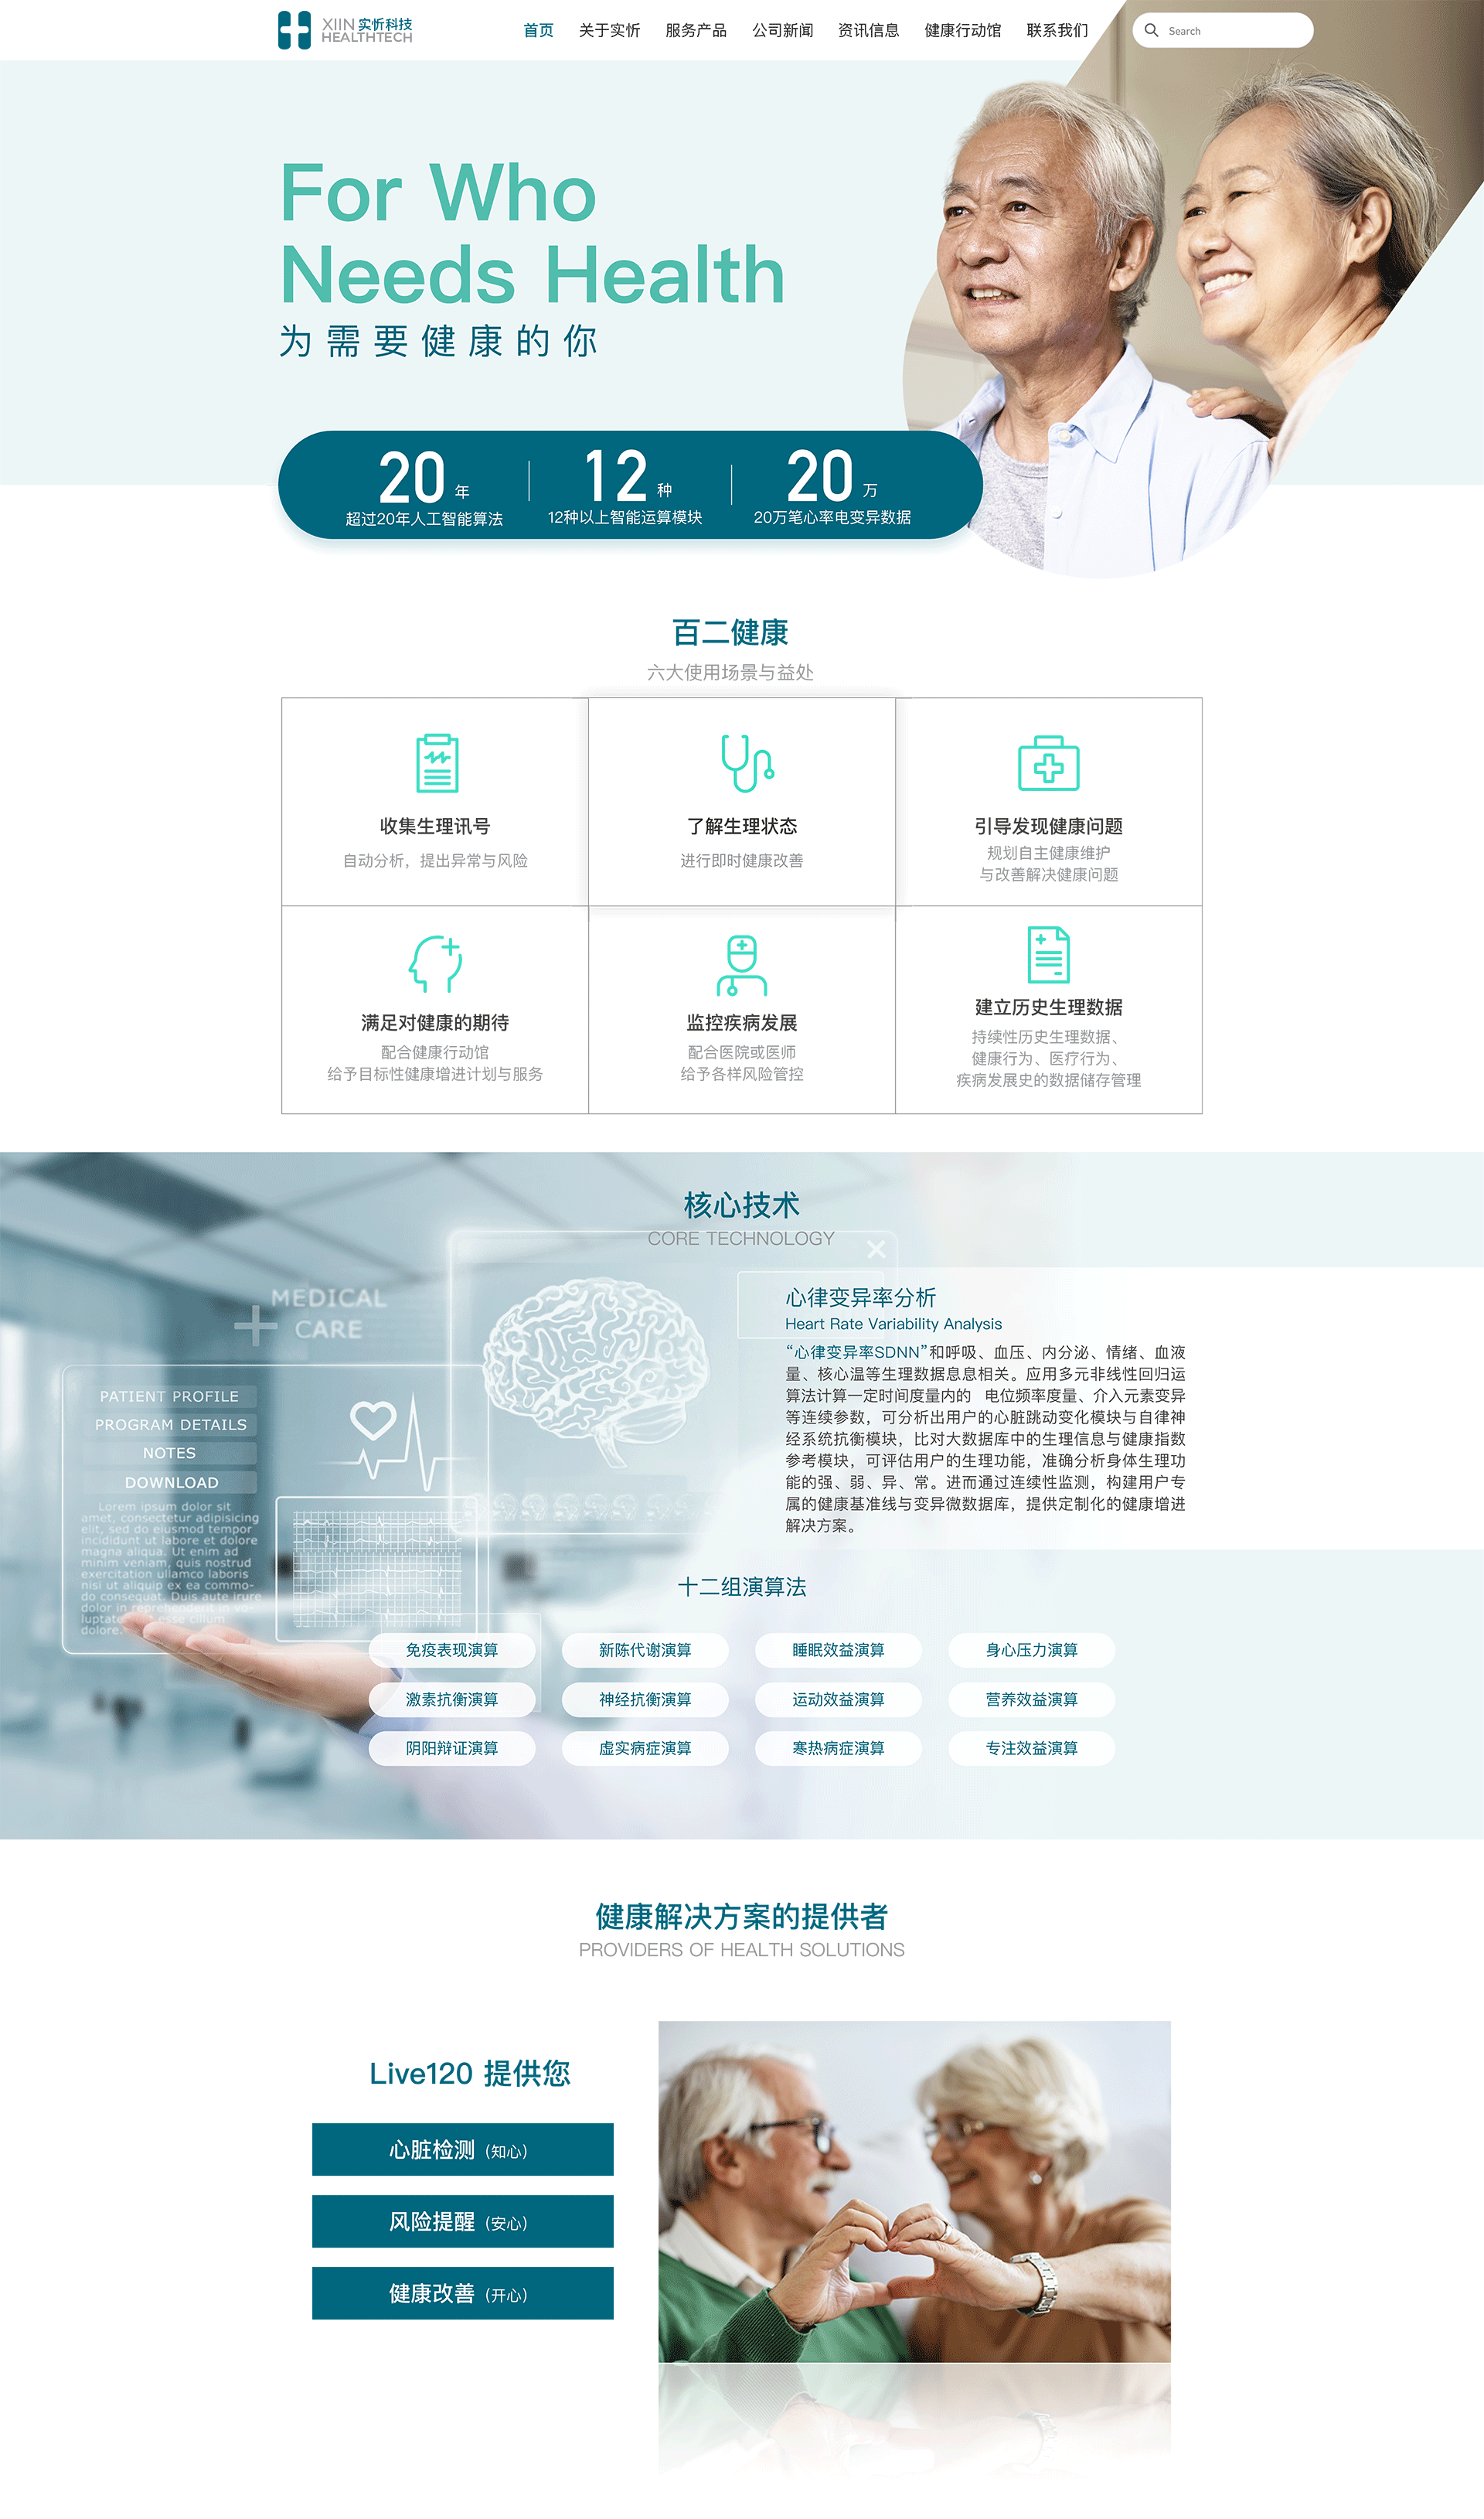 XIIN 实忻科技
HEALTHTECH
首页 关于实忻 服务产品 公司新闻 资讯信息 健康行动馆 联系我们
Search
For Who
Needs Health
为需要健康的你
20 年
超过20年人工智能算法
12 种
12种以上智能运算模块
20 万
20万笔心率电变异数据
百二健康
六大使用场景与益处
收集生理讯号
自动分析，提出异常与风险
了解生理状态
进行即时健康改善
引导发现健康问题
规划自主健康维护
与改善解决健康问题
满足对健康的期待
配合健康行动馆
给予目标性健康增进计划与服务
监控疾病发展
配合医院或医师
给予各样风险管控
建立历史生理数据
持续性历史生理数据、
健康行为、医疗行为、
疾病发展史的数据储存管理
核心技术
CORE TECHNOLOGY
MEDICAL
CARE
PATIENT PROFILE
PROGRAM DETAILS
NOTES
DOWNLOAD
Lorem ipsum dolor sit
amet, consectetur adipisicing
elit, sed do eiusmod tempor
incididunt ut labore et dolore
magna aliqua. Ut enim ad
minim veniam, quis nostrud
exercitation ullamco laboris
nisi ut aliquip ex ea commo-
do consequat. Duis aute irure
dolor in reprehenderit in vo-
luptate esse cillum
dolore.
心律变异率分析
Heart Rate Variability Analysis
“心律变异率SDNN”和呼吸、血压、内分泌、情绪、血液
量、核心温等生理数据息息相关。应用多元非线性回归运
算法计算一定时间度量内的 电位频率度量、介入元素变异
等连续参数，可分析出用户的心脏跳动变化模块与自律神
经系统抗衡模块，比对大数据库中的生理信息与健康指数
参考模块，可评估用户的生理功能，准确分析身体生理功
能的强、弱、异、常。进而通过连续性监测，构建用户专
属的健康基准线与变异微数据库，提供定制化的健康增进
解决方案。
十二组演算法
免疫表现演算 新陈代谢演算 睡眠效益演算 身心压力演算
激素抗衡演算 神经抗衡演算 运动效益演算 营养效益演算
阴阳辩证演算 虚实病症演算 寒热病症演算 专注效益演算
健康解决方案的提供者
PROVIDERS OF HEALTH SOLUTIONS
Live120 提供您
心脏检测（知心）
风险提醒（安心）
健康改善（开心）